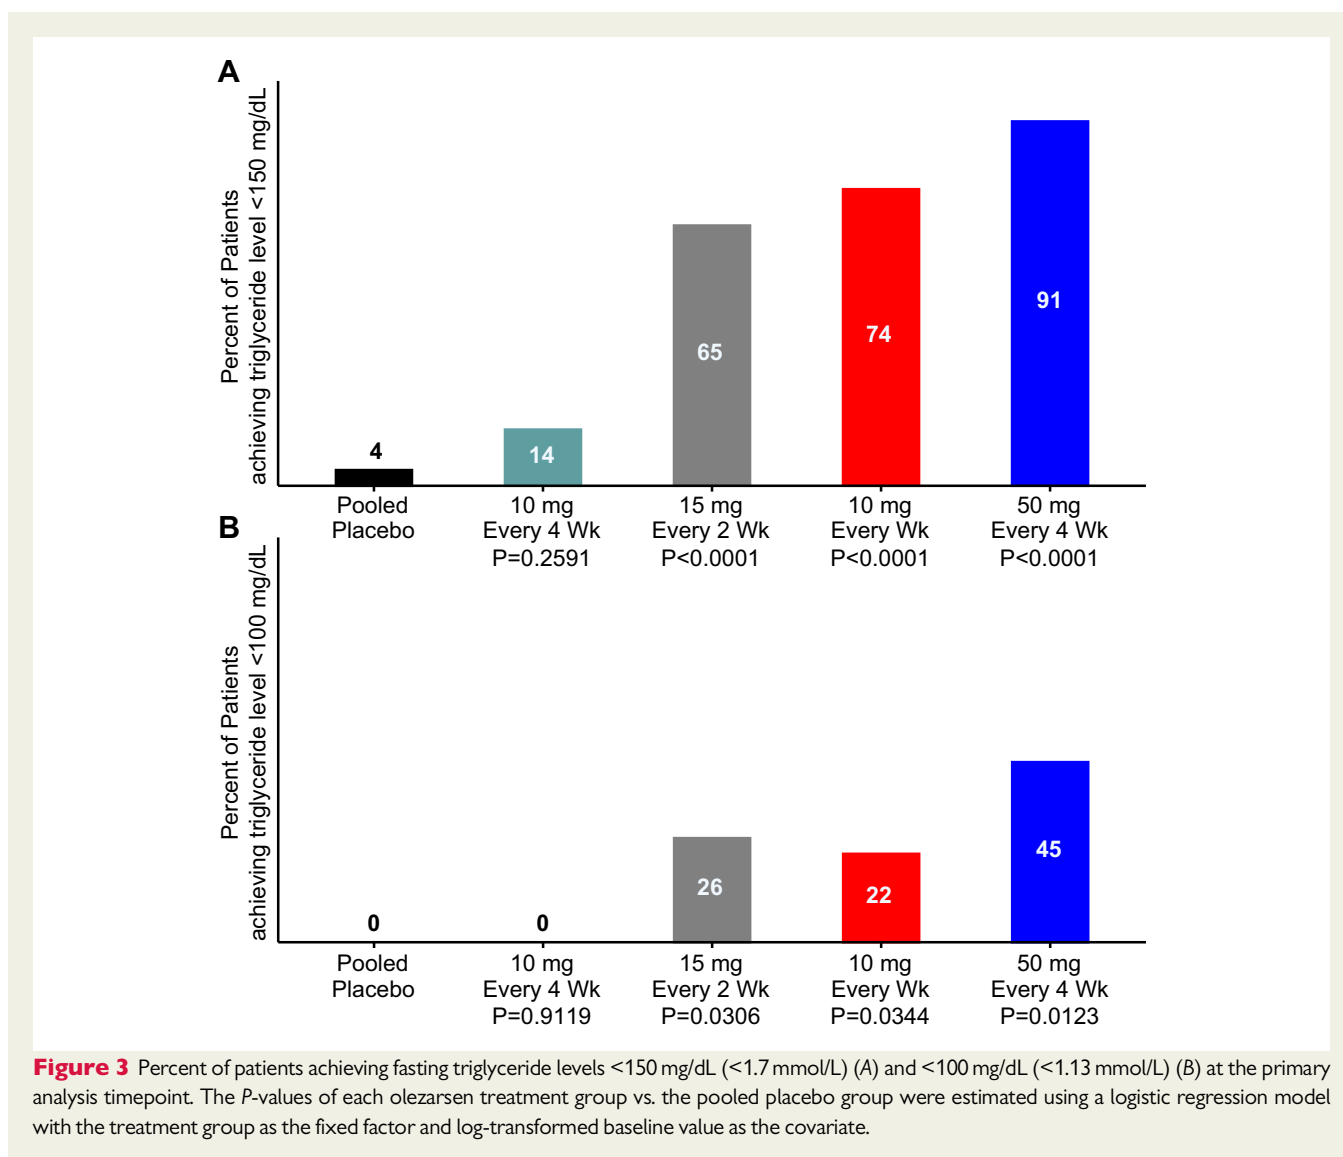 A
Percent of Patients
achieving triglyceride level <150 mg/dL
4
14
65
74
91
Pooled
Placebo
10 mg
Every 4 Wk
P=0.2591
15 mg
Every 2 Wk
P<0.0001
10 mg
Every Wk
P<0.0001
50 mg
Every 4 Wk
P<0.0001
B
Percent of Patients
achieving triglyceride level <100 mg/dL
0
0
26
22
45
Pooled
Placebo
10 mg
Every 4 Wk
P=0.9119
15 mg
Every 2 Wk
P=0.0306
10 mg
Every Wk
P=0.0344
50 mg
Every 4 Wk
P=0.0123
Figure 3 Percent of patients achieving fasting triglyceride levels <150 mg/dL (<1.7 mmol/L) (A) and <100 mg/dL (<1.13 mmol/L) (B) at the primary
analysis timepoint. The P-values of each olezarsen treatment group vs. the pooled placebo group were estimated using a logistic regression model
with the treatment group as the fixed factor and log-transformed baseline value as the covariate.